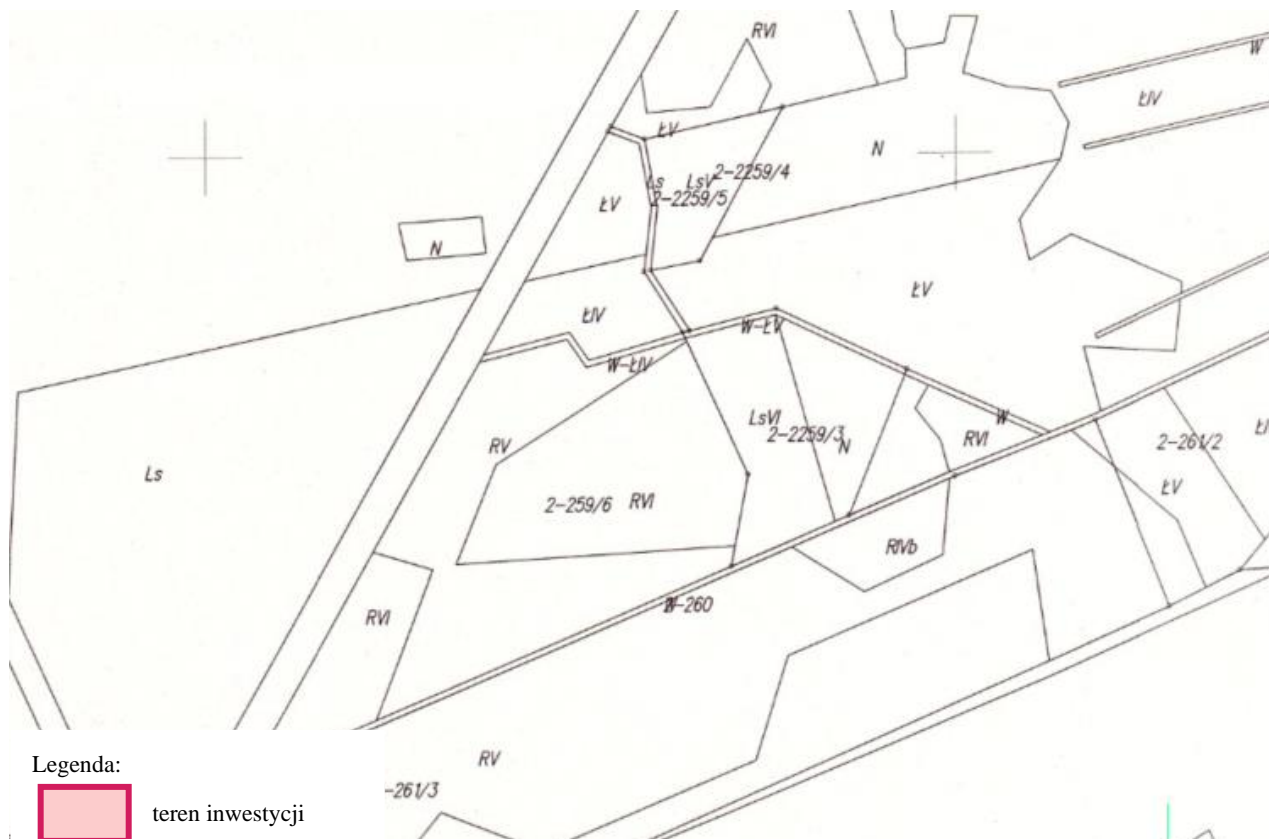 RVI
W
ŁIV
ŁV
N
Ls
LsV
2-2259/4
2-2259/5
ŁV
N
ŁV
ŁIV
W-ŁV
W-ŁIV
LsVI
2-2259/3
N
W
RVI
2-261/2
RV
Ls
ŁV
2-259/6
RVI
RIVb
-260
RVI
RV
-261/3
Legenda:
teren inwestycji